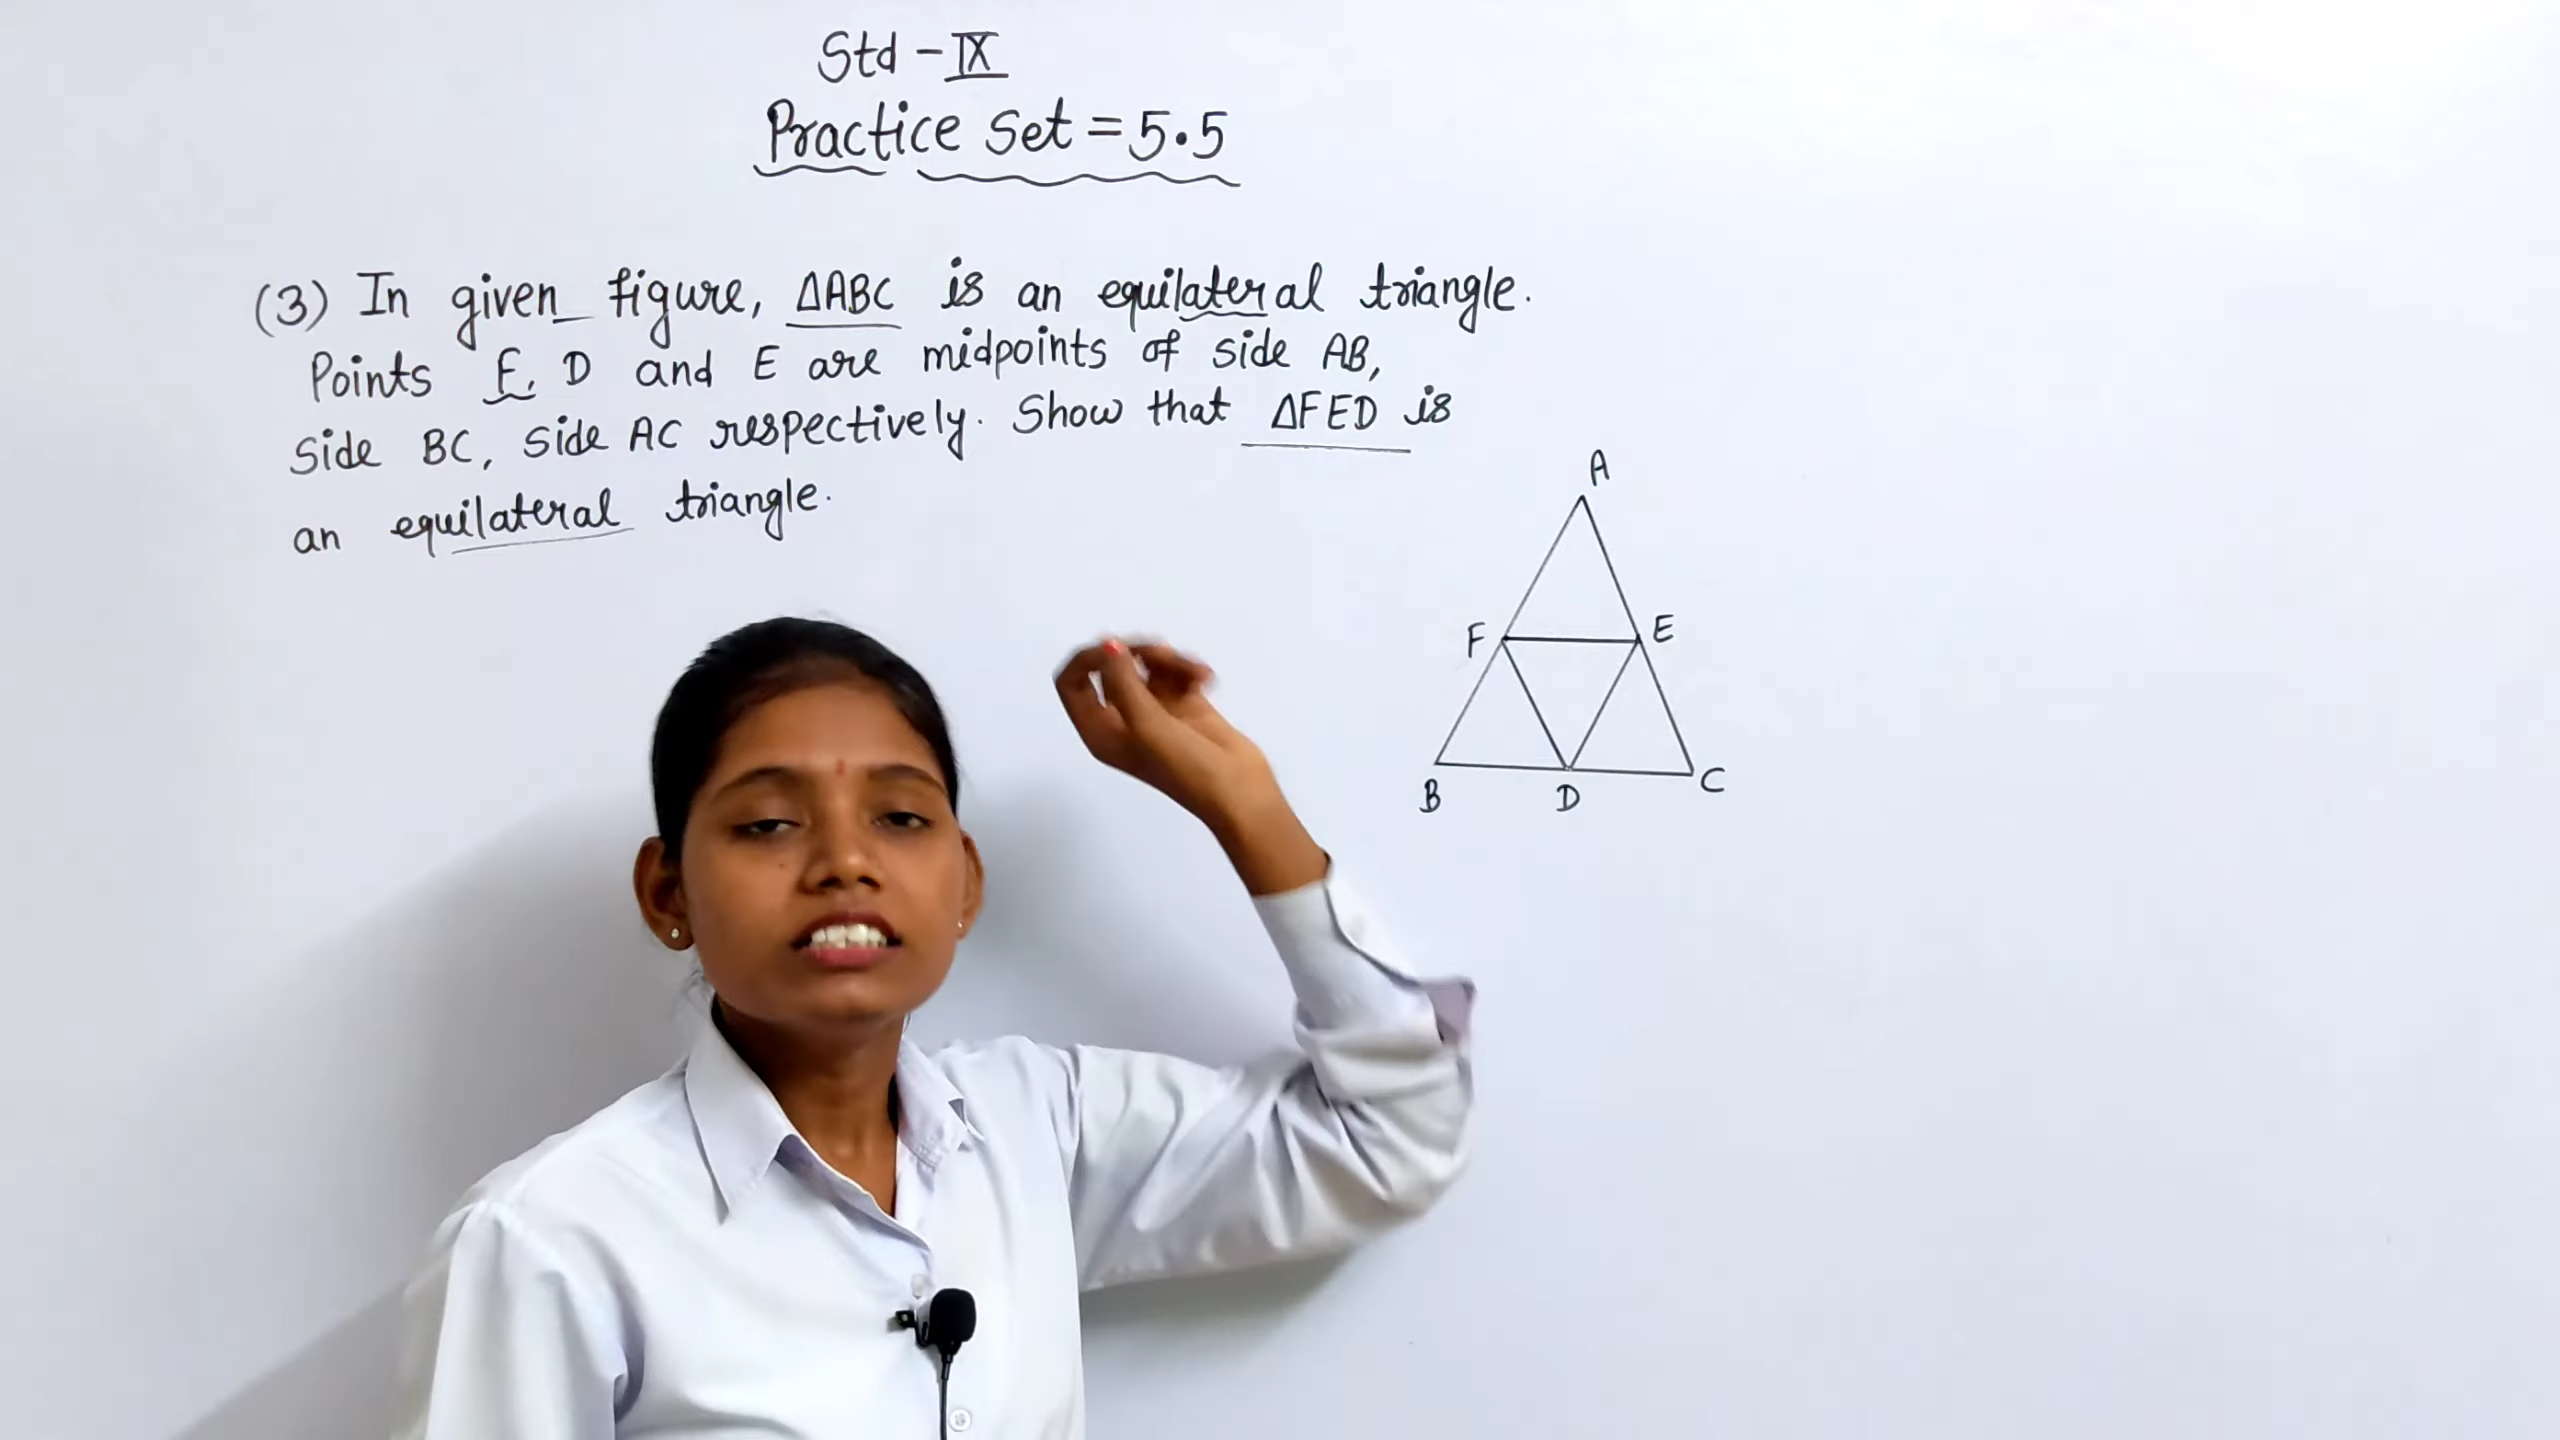 Std - IX
Practice Set = 5.5
(3) In given figure, ΔABC is an equilateral triangle.
Points F, D and E are midpoints of side AB,
side BC, side AC respectively. Show that ΔFED is
an equilateral triangle.
A
F E
B D C